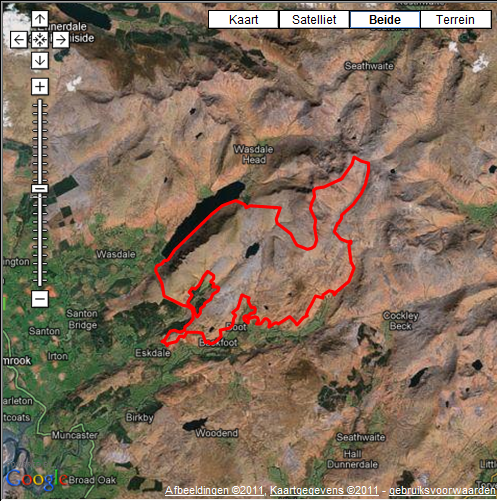 Kaart Satelliet Beide Terrein
Seathwaite
Wasdale
Head
Wasdale
Santon
Bridge
Santon
Irton
Eskdale
Boot
Cockley
Beck
Birkby
Muncaster
Woodend
Seathwaite
Hall
Dunnerdale
Broad Oak
Google
Afbeeldingen ©2011, Kaartgegevens ©2011 - gebruiksvoorwaarden